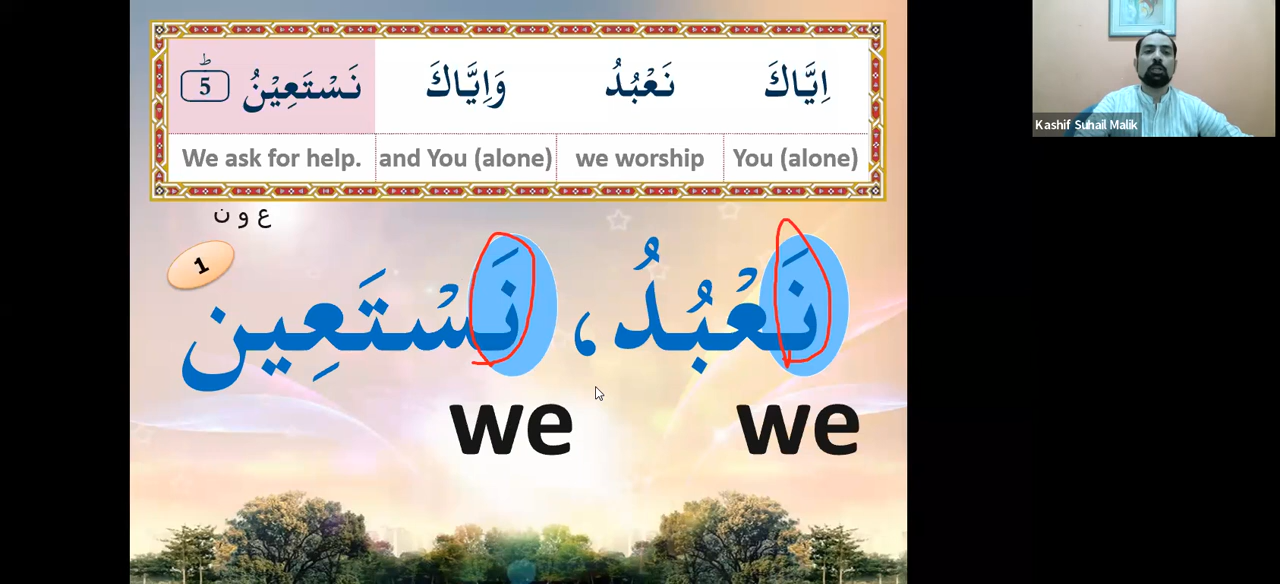 اِيَّاكَ نَعْبُدُ وَاِيَّاكَ نَسْتَعِيْنُ ؕ 5
You (alone) we worship and You (alone) We ask for help.
ع و ن
1
نَعْبُدُ، نَسْتَعِين
we we
Kashif Suhail Malik